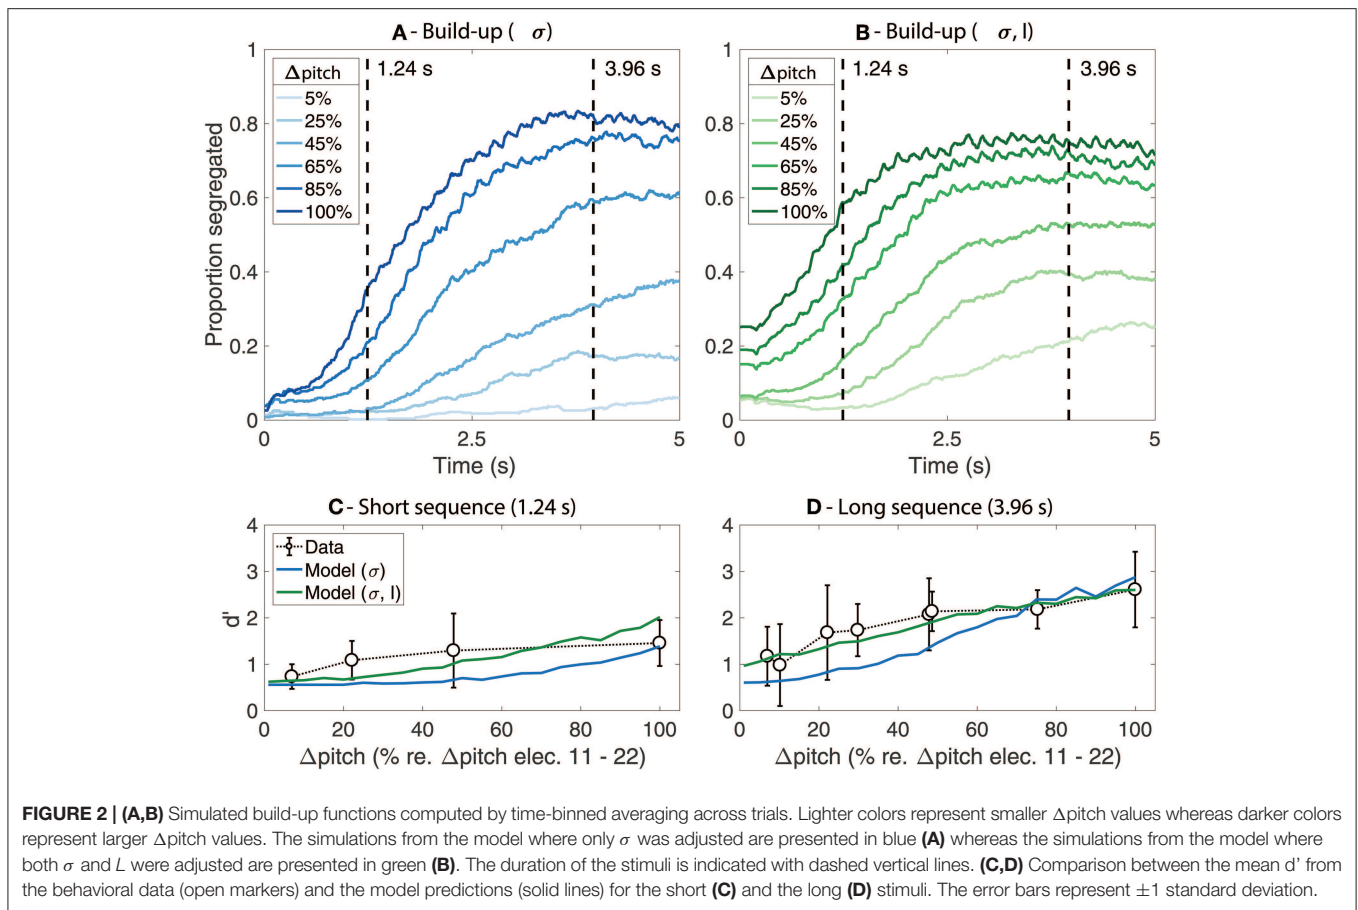 A - Build-up ( σ)
1
1.24 s
3.96 s
Δpitch
5%
25%
45%
65%
85%
100%
0.8
0.6
0.4
0.2
0
Proportion segregated
0
2.5
5
Time (s)
B - Build-up ( σ, l)
1
1.24 s
3.96 s
Δpitch
5%
25%
45%
65%
85%
100%
0.8
0.6
0.4
0.2
0
0
2.5
5
Time (s)
C - Short sequence (1.24 s)
4
3
2
1
0
d'
Data
Model (σ)
Model (σ, l)
0 20 40 60 80 100
Δpitch (% re. Δpitch elec. 11 - 22)
D - Long sequence (3.96 s)
4
3
2
1
0
0 20 40 60 80 100
Δpitch (% re. Δpitch elec. 11 - 22)
FIGURE 2 | (A,B) Simulated build-up functions computed by time-binned averaging across trials. Lighter colors represent smaller Δpitch values whereas darker colors
represent larger Δpitch values. The simulations from the model where only σ was adjusted are presented in blue (A) whereas the simulations from the model where
both σ and L were adjusted are presented in green (B). The duration of the stimuli is indicated with dashed vertical lines. (C,D) Comparison between the mean d' from
the behavioral data (open markers) and the model predictions (solid lines) for the short (C) and the long (D) stimuli. The error bars represent ±1 standard deviation.